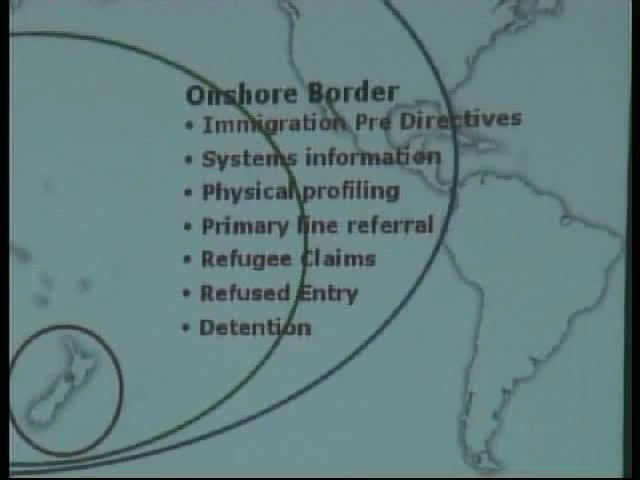 Onshore Border
• Immigration Pre Directives
• Systems information
• Physical profiling
• Primary line referral
• Refugee Claims
• Refused Entry
• Detention